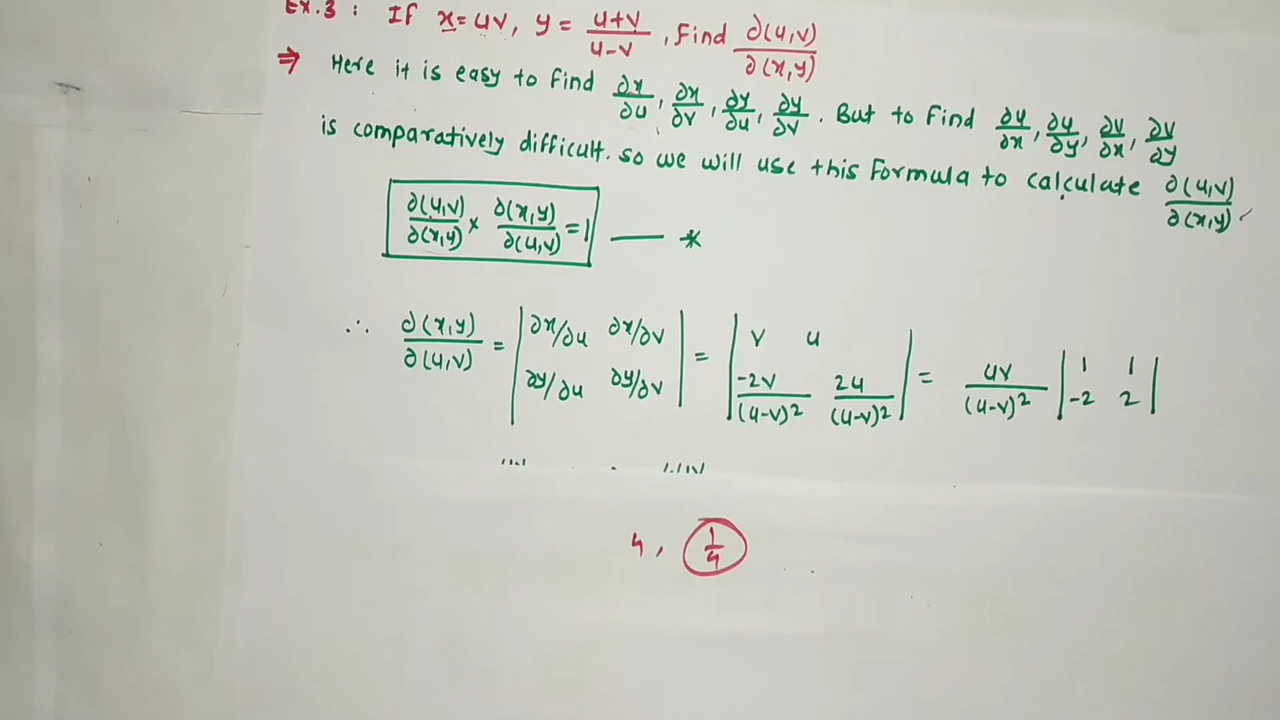 Ex.3 : If x=uv, y= u+v/u-v , Find ∂(u,v)/∂(x,y)
⇒ Here it is easy to find ∂x/∂u, ∂x/∂v, ∂y/∂u, ∂y/∂v. But to Find ∂u/∂x, ∂u/∂y, ∂v/∂x, ∂v/∂y
is comparatively difficult. so we will use this Formula to calculate ∂(u,v)/∂(x,y)
∂(u,v)/∂(x,y) × ∂(x,y)/∂(u,v) = 1 — *
∴ ∂(x,y)/∂(u,v) = | ∂x/∂u ∂x/∂v ; ∂y/∂u ∂y/∂v | = | v u ; -2v/(u-v)2 2u/(u-v)2 | = uv/(u-v)2 | 1 1 ; -2 2 |
4, 1/4